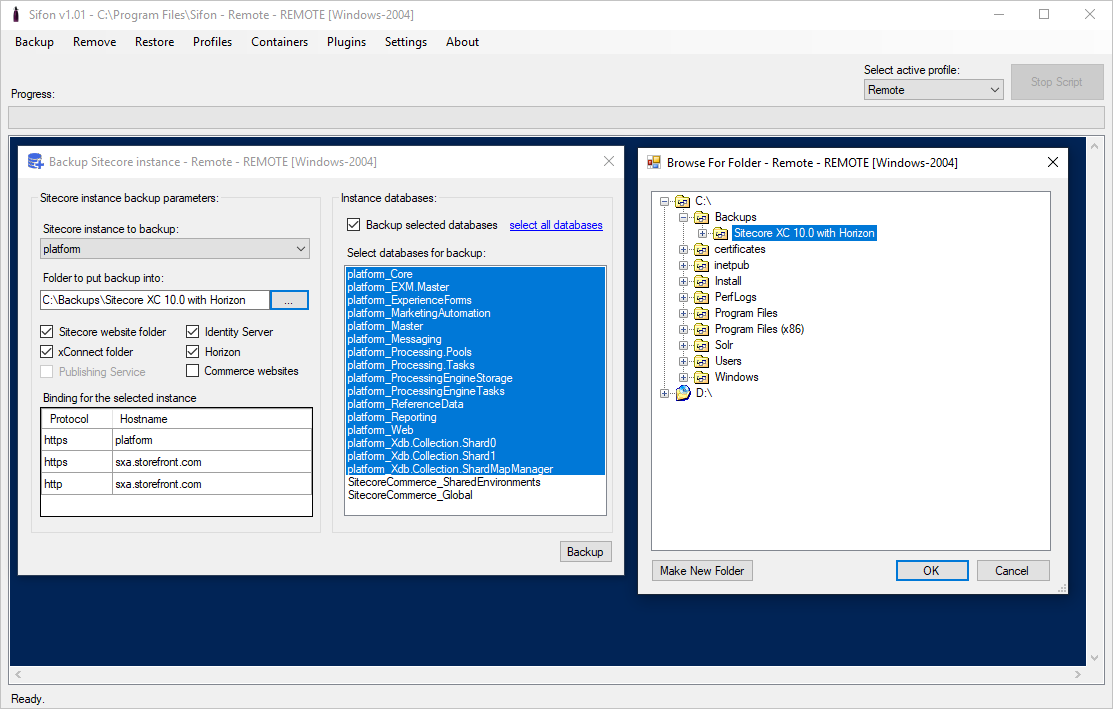 Sifon v1.01 - C:\Program Files\Sifon - Remote - REMOTE [Windows-2004]
Backup Remove Restore Profiles Containers Plugins Settings About
Select active profile:
Remote
Stop Script
Progress:
Backup Sitecore instance - Remote - REMOTE [Windows-2004]
Sitecore instance backup parameters:
Sitecore instance to backup:
platform
Folder to put backup into:
C:\Backups\Sitecore XC 10.0 with Horizon
...
Sitecore website folder Identity Server
xConnect folder Horizon
Publishing Service Commerce websites
Binding for the selected instance
Protocol Hostname
https platform
https sxa.storefront.com
http sxa.storefront.com
Instance databases:
Backup selected databases select all databases
Select databases for backup:
platform_Core
platform_EXM.Master
platform_ExperienceForms
platform_MarketingAutomation
platform_Master
platform_Messaging
platform_Processing.Pools
platform_Processing.Tasks
platform_ProcessingEngineStorage
platform_ProcessingEngineTasks
platform_ReferenceData
platform_Reporting
platform_Web
platform_Xdb.Collection.Shard0
platform_Xdb.Collection.Shard1
platform_Xdb.Collection.ShardMapManager
SitecoreCommerce_SharedEnvironments
SitecoreCommerce_Global
Backup
Browse For Folder - Remote - REMOTE [Windows-2004]
C:\
Backups
Sitecore XC 10.0 with Horizon
certificates
inetpub
Install
PerfLogs
Program Files
Program Files (x86)
Solr
Users
Windows
D:\
Make New Folder
OK
Cancel
Ready.